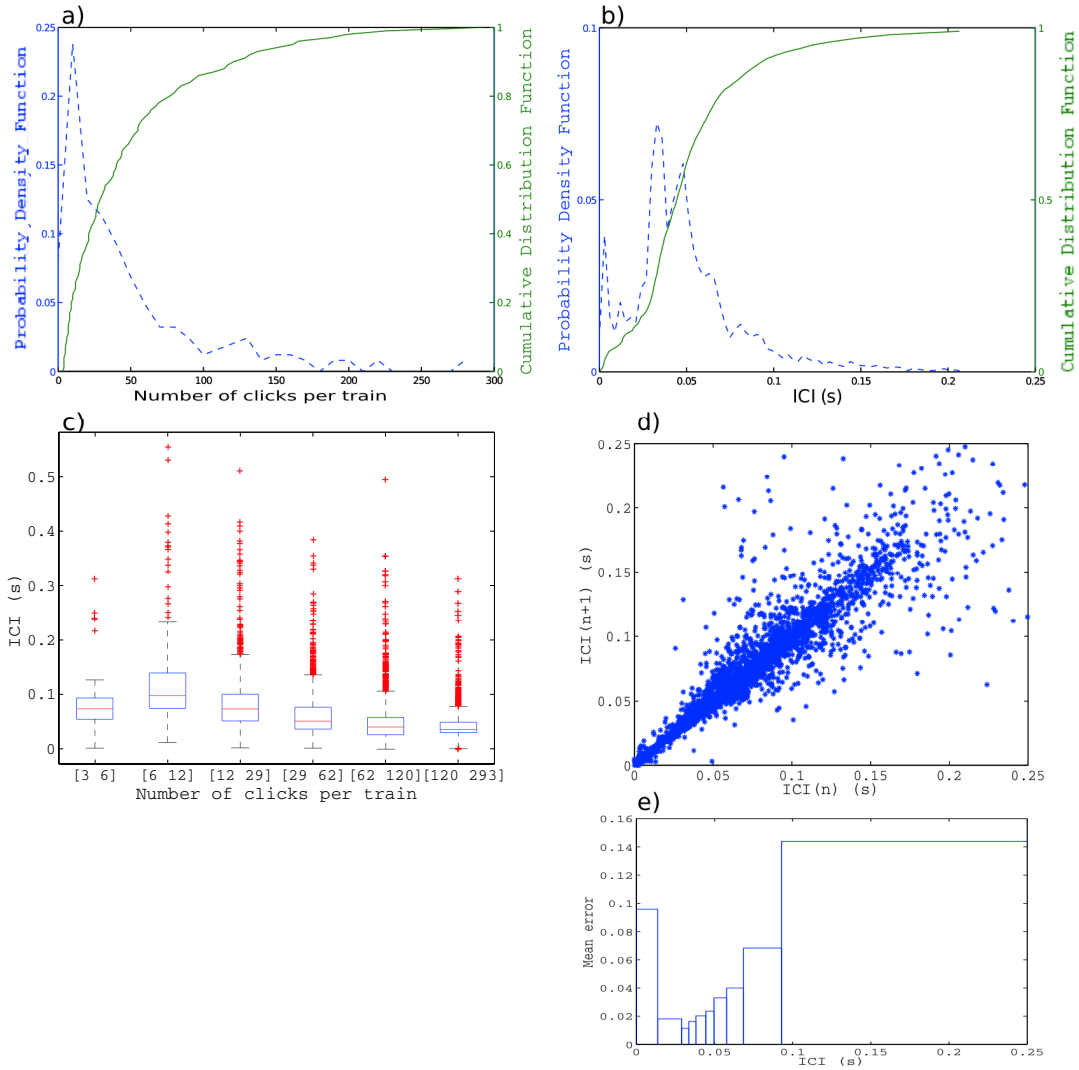 a)
0.25
0.2
0.15
0.1
0.05
0
Probability Density Function
1
0.8
0.6
0.4
0.2
0
Cumulative Distribution Function
0 50 100 150 200 250 300
Number of clicks per train
b)
0.1
0.05
0
Probability Density Function
1
0.5
0
Cumulative Distribution Function
0 0.05 0.1 0.15 0.2 0.25
ICI (s)
c)
0.5
0.4
0.3
0.2
0.1
0
ICI (s)
[3 6] [6 12] [12 29] [29 62] [62 120] [120 293]
Number of clicks per train
d)
0.25
0.2
0.15
0.1
0.05
0
ICI(n+1) (s)
0 0.05 0.1 0.15 0.2 0.25
ICI(n) (s)
e)
0.16
0.14
0.12
0.1
0.08
0.06
0.04
0.02
0
Mean error
0 0.05 0.1 0.15 0.2 0.25
ICI (s)